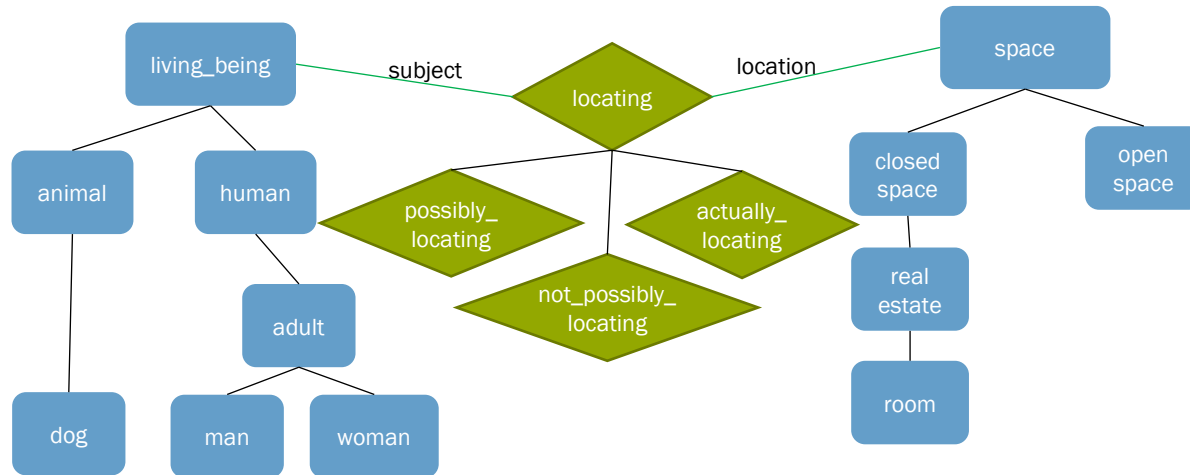 living_being
subject
locating
location
space
animal
human
possibly_
locating
actually_
locating
closed
space
open
space
not_possibly_
locating
real
estate
adult
dog
man
woman
room